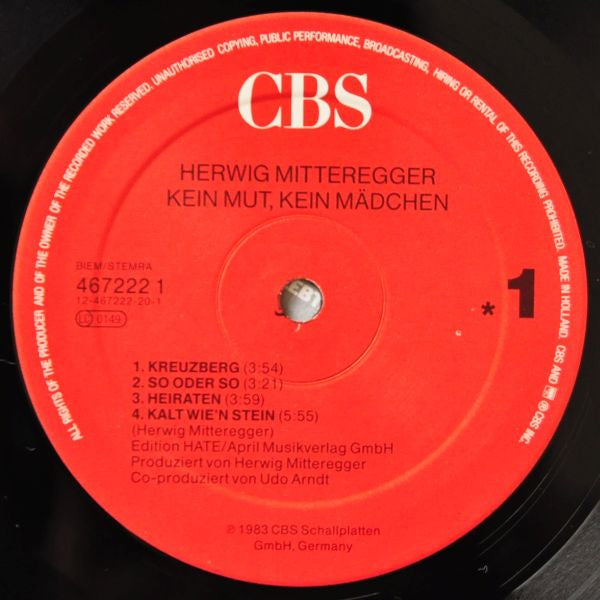 ALL RIGHTS OF THE PRODUCER AND OF THE OWNER OF THE RECORDED WORK RESERVED. UNAUTHORISED COPYING, PUBLIC PERFORMANCE, BROADCASTING, HIRING OR RENTAL OF THIS RECORDING PROHIBITED. MADE IN HOLLAND. CBS AND ℗ CBS INC.
CBS
HERWIG MITTEREGGER
KEIN MUT, KEIN MÄDCHEN
BIEM/STEMRA
467222 1
12-467222-20-1
LC 0149
*1
1. KREUZBERG (3:54)
2. SO ODER SO (3:21)
3. HEIRATEN (3:59)
4. KALT WIE'N STEIN (5:55)
(Herwig Mitteregger)
Edition HATE/April Musikverlag GmbH
Produziert von Herwig Mitteregger
Co-produziert von Udo Arndt
℗ 1983 CBS Schallplatten
GmbH, Germany